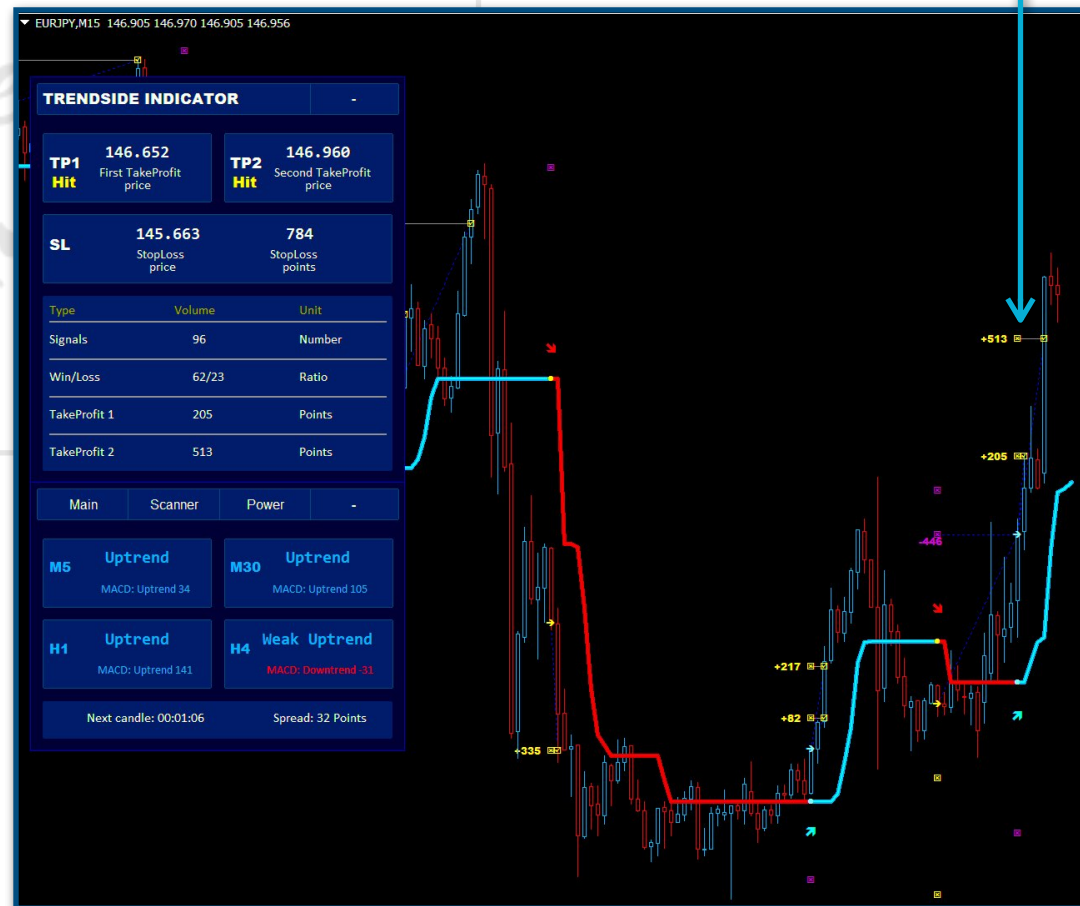 EURJPY,M15 146.905 146.970 146.905 146.956
TRENDSIDE INDICATOR -
TP1 146.652
Hit First TakeProfit
price
TP2 146.960
Hit Second TakeProfit
price
SL 145.663 784
StopLoss StopLoss
price points
Type Volume Unit
Signals 96 Number
Win/Loss 62/23 Ratio
TakeProfit 1 205 Points
TakeProfit 2 513 Points
Main Scanner Power -
M5 Uptrend
MACD: Uptrend 34
M30 Uptrend
MACD: Uptrend 105
H1 Uptrend
MACD: Uptrend 141
H4 Weak Uptrend
MACD: Downtrend -31
Next candle: 00:01:06 Spread: 32 Points
+513
+205
-446
+217
+82
+335